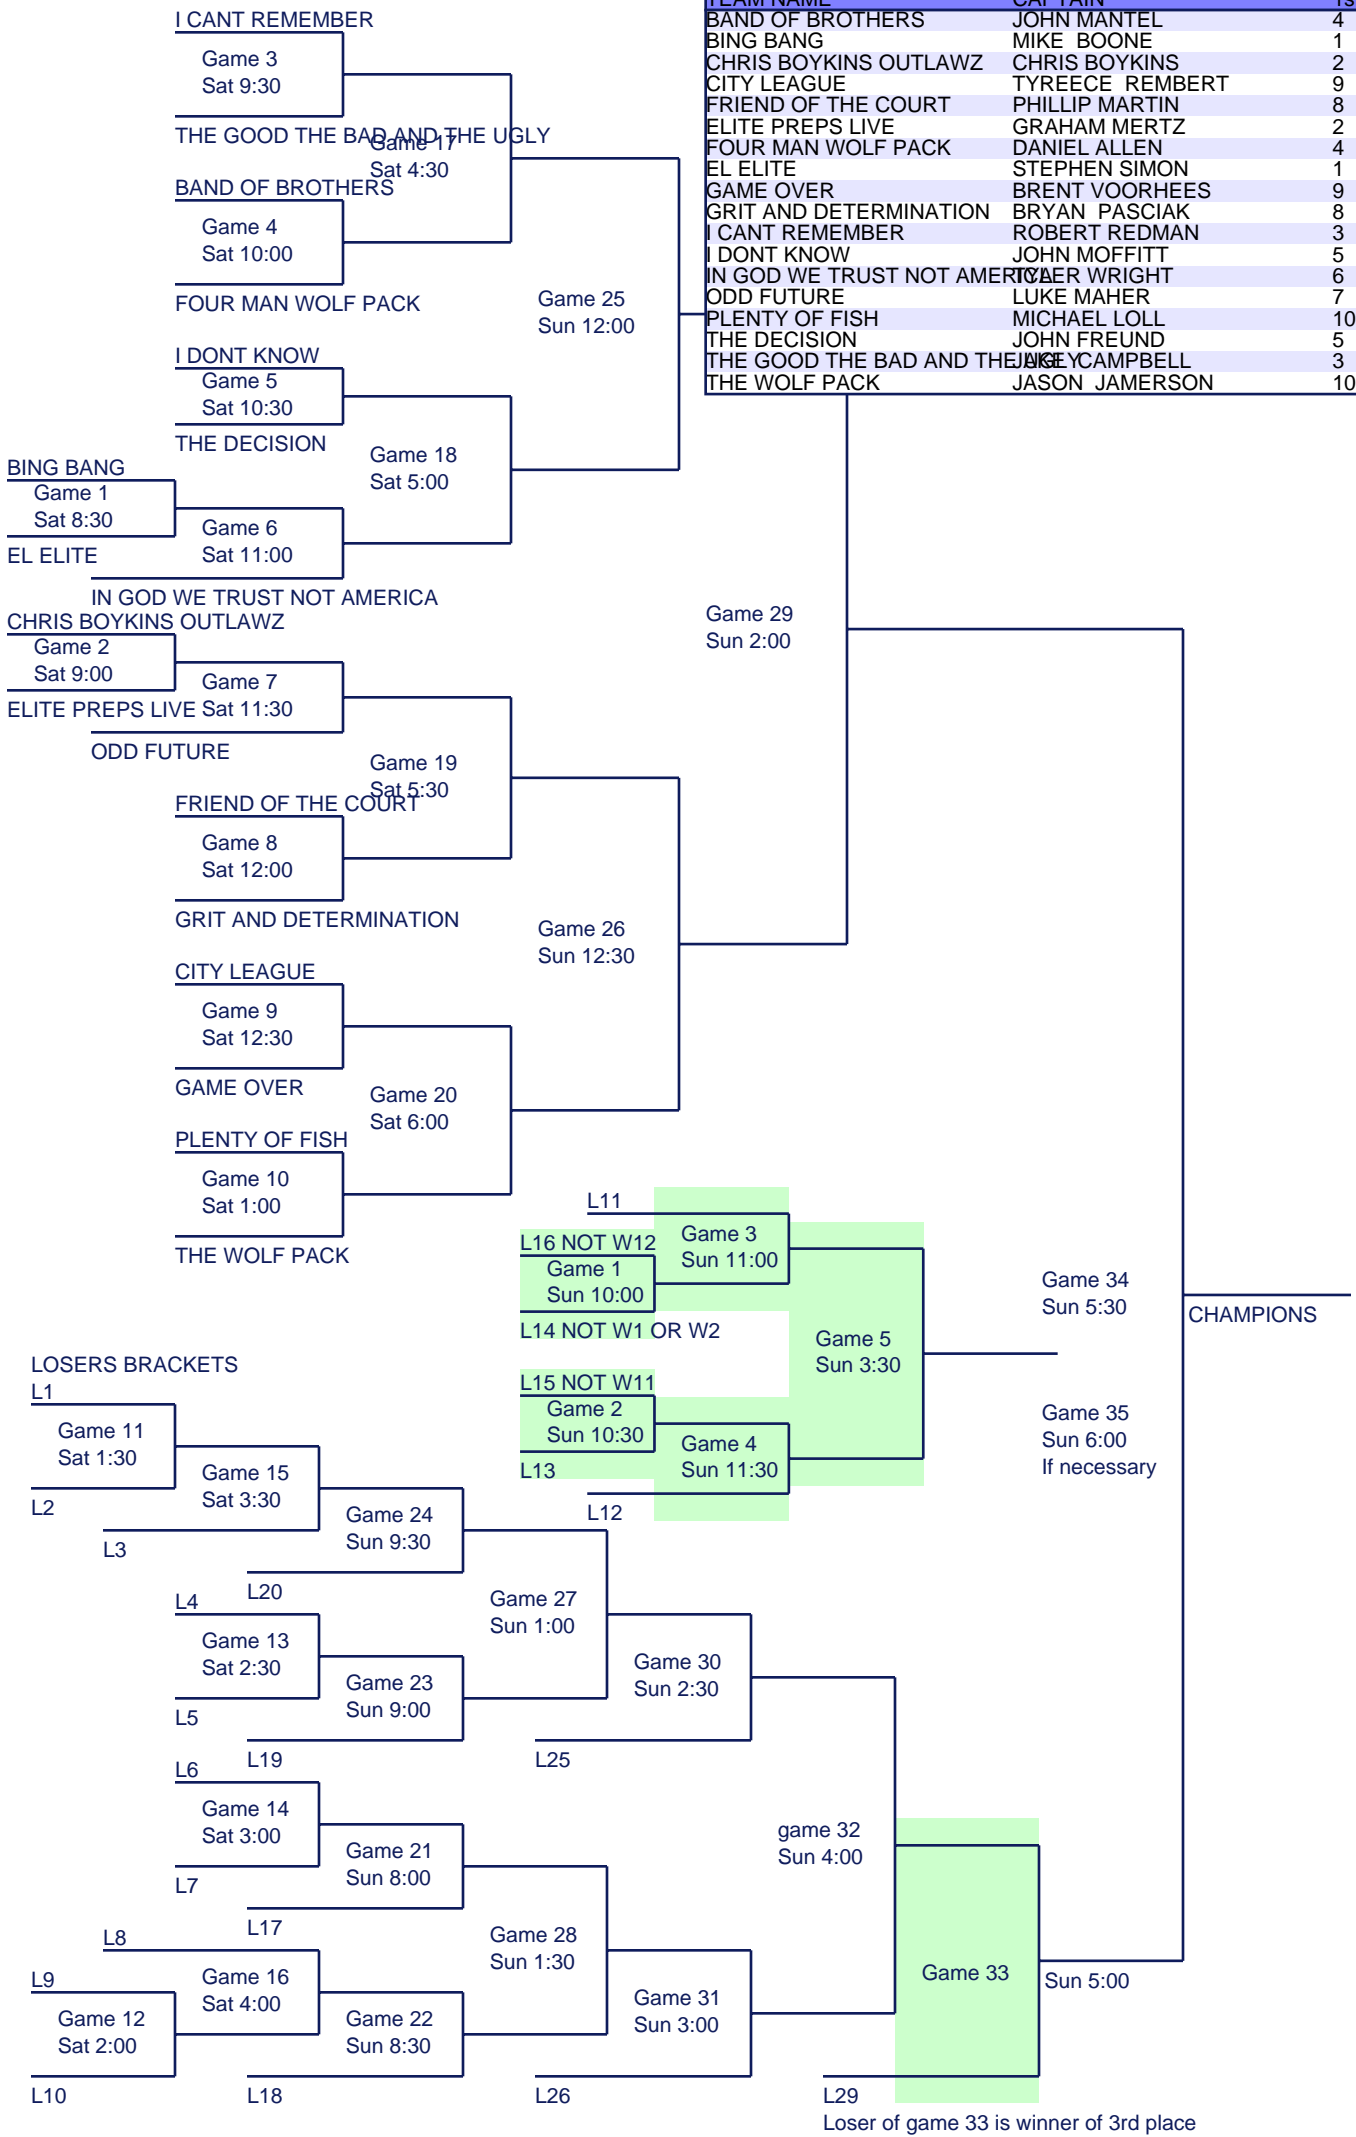 TEAM NAME CAPTAIN
BAND OF BROTHERS JOHN MANTEL 4
BING BANG MIKE BOONE 1
CHRIS BOYKINS OUTLAWZ CHRIS BOYKINS 2
CITY LEAGUE TYREECE REMBERT 9
FRIEND OF THE COURT PHILLIP MARTIN 8
ELITE PREPS LIVE GRAHAM MERTZ 2
FOUR MAN WOLF PACK DANIEL ALLEN 4
EL ELITE STEPHEN SIMON 1
GAME OVER BRENT VOORHEES 9
GRIT AND DETERMINATION BRYAN PASCIAK 8
I CANT REMEMBER ROBERT REDMAN 3
I DONT KNOW JOHN MOFFITT 5
IN GOD WE TRUST NOT AMERICA TYLER WRIGHT 6
ODD FUTURE LUKE MAHER 7
PLENTY OF FISH MICHAEL LOLL 10
THE DECISION JOHN FREUND 5
THE GOOD THE BAD AND THE UGLY JAKE CAMPBELL 3
THE WOLF PACK JASON JAMERSON 10
I CANT REMEMBER
Game 3
Sat 9:30
THE GOOD THE BAD AND THE UGLY
Game 17
Sat 4:30
BAND OF BROTHERS
Game 4
Sat 10:00
FOUR MAN WOLF PACK
Game 25
Sun 12:00
I DONT KNOW
Game 5
Sat 10:30
THE DECISION
Game 18
Sat 5:00
BING BANG
Game 1
Sat 8:30
EL ELITE
Game 6
Sat 11:00
IN GOD WE TRUST NOT AMERICA
CHRIS BOYKINS OUTLAWZ
Game 2
Sat 9:00
ELITE PREPS LIVE
Game 7
Sat 11:30
ODD FUTURE
Game 29
Sun 2:00
Game 19
Sat 5:30
FRIEND OF THE COURT
Game 8
Sat 12:00
GRIT AND DETERMINATION
Game 26
Sun 12:30
CITY LEAGUE
Game 9
Sat 12:30
GAME OVER
Game 20
Sat 6:00
PLENTY OF FISH
Game 10
Sat 1:00
THE WOLF PACK
L11
Game 3
Sun 11:00
L16 NOT W12
Game 1
Sun 10:00
L14 NOT W1 OR W2
Game 5
Sun 3:30
L15 NOT W11
Game 2
Sun 10:30
L13
Game 4
Sun 11:30
L12
Game 34
Sun 5:30
CHAMPIONS
Game 35
Sun 6:00
If necessary
LOSERS BRACKETS
L1
Game 11
Sat 1:30
L2
Game 15
Sat 3:30
L3
Game 24
Sun 9:30
L20
L4
Game 13
Sat 2:30
L5
Game 23
Sun 9:00
L19
Game 27
Sun 1:00
Game 30
Sun 2:30
L25
L6
Game 14
Sat 3:00
L7
Game 21
Sun 8:00
L17
L8
Game 16
Sat 4:00
L9
Game 12
Sat 2:00
L10
Game 22
Sun 8:30
L18
Game 28
Sun 1:30
Game 31
Sun 3:00
L26
game 32
Sun 4:00
Game 33
Sun 5:00
L29
Loser of game 33 is winner of 3rd place